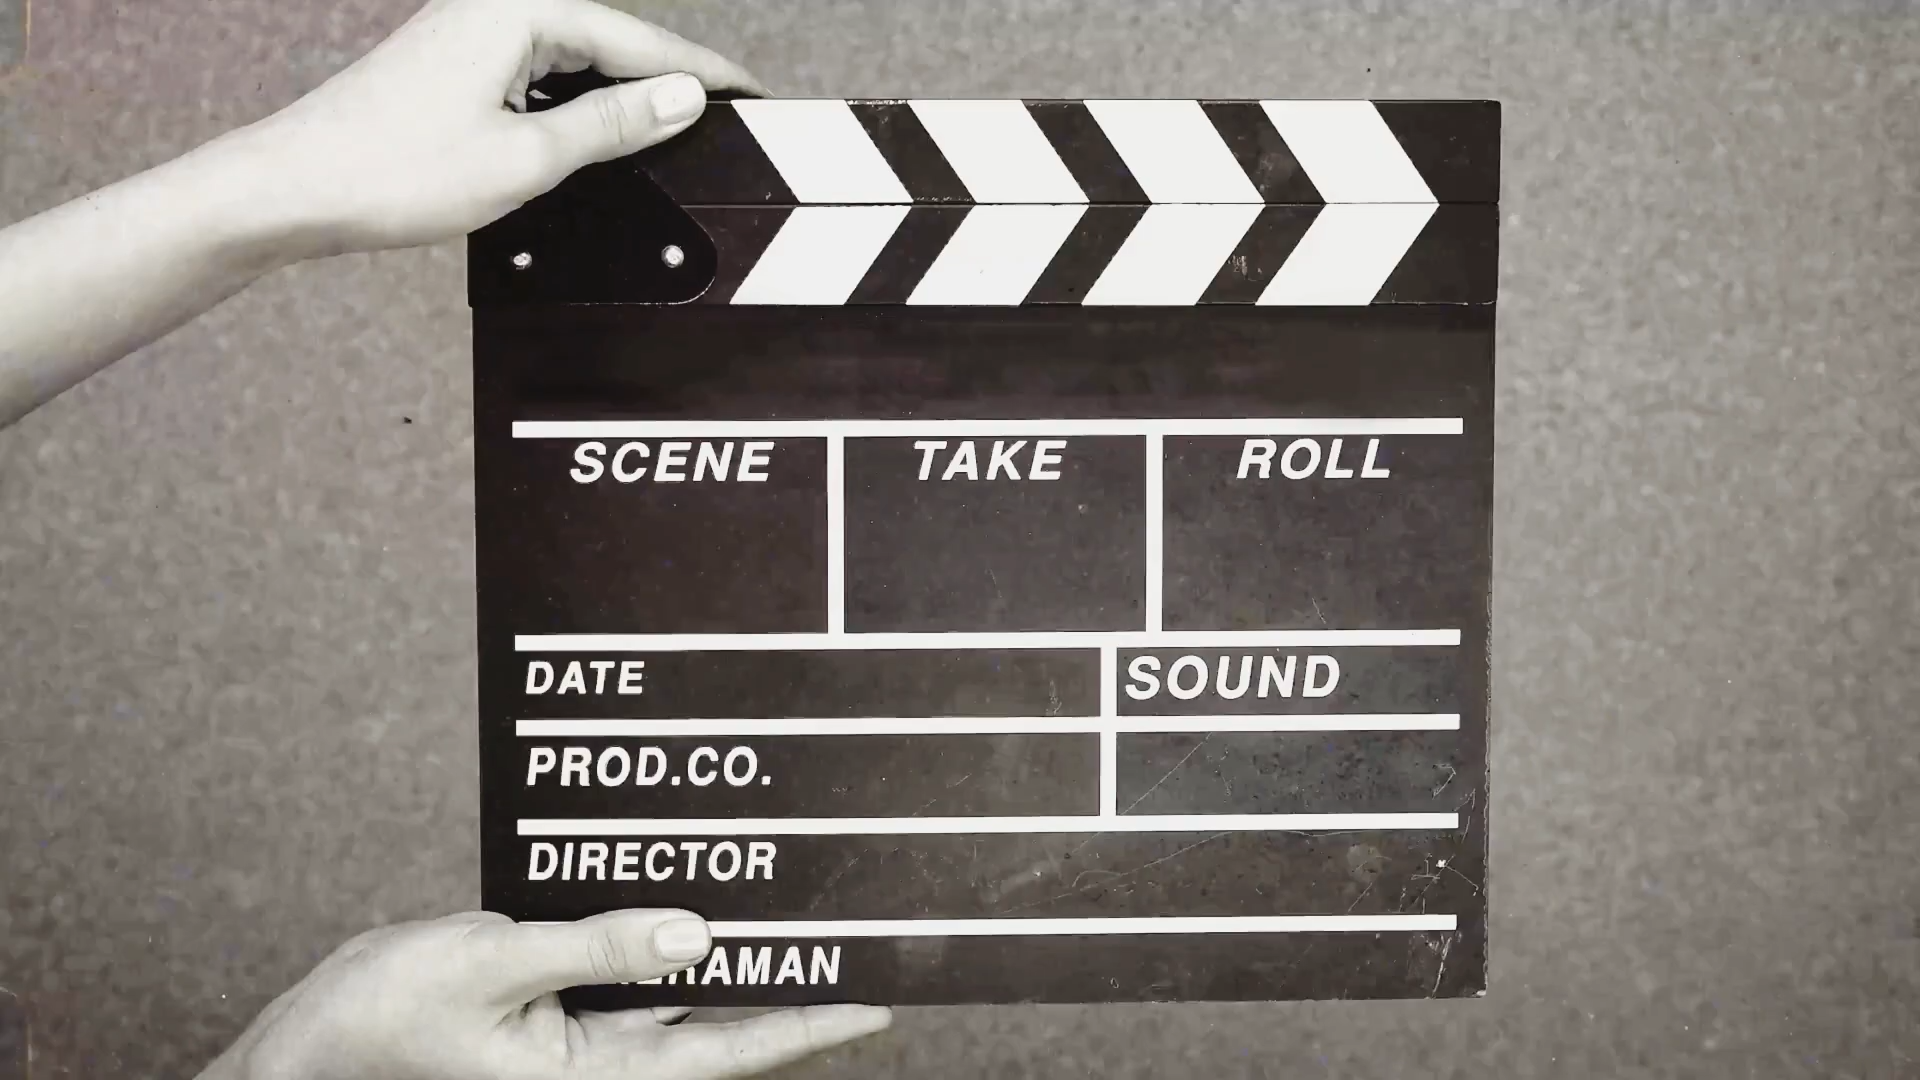 SCENE TAKE ROLL
DATE SOUND
PROD.CO.
DIRECTOR